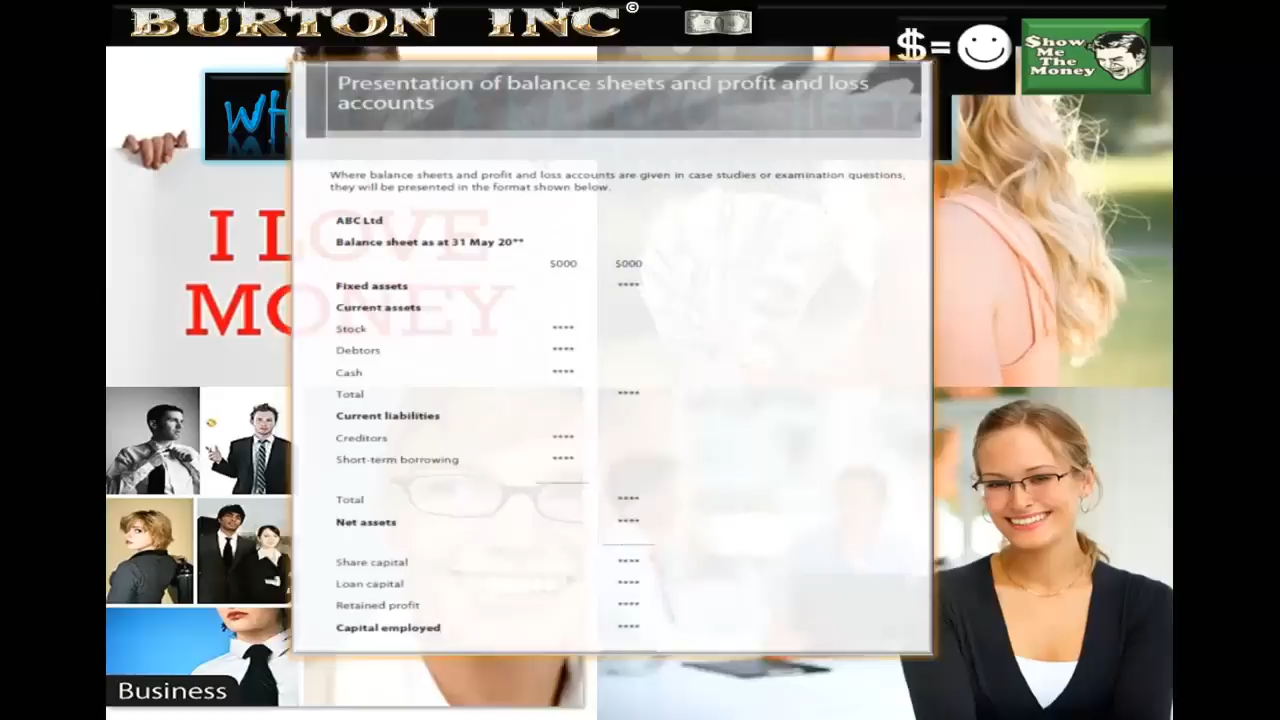 BURTON INC©
$=
Show
Me
The
Money
WH
Presentation of balance sheets and profit and loss
accounts
Where balance sheets and profit and loss accounts are given in case studies or examination questions,
they will be presented in the format shown below.
I LOVE
MONEY
ABC Ltd
Balance sheet as at 31 May 20**
$000 $000
Fixed assets ****
Current assets
Stock ****
Debtors ****
Cash ****
Total ****
Current liabilities
Creditors ****
Short-term borrowing ****
Total ****
Net assets ****
Share capital ****
Loan capital ****
Retained profit ****
Capital employed ****
Business